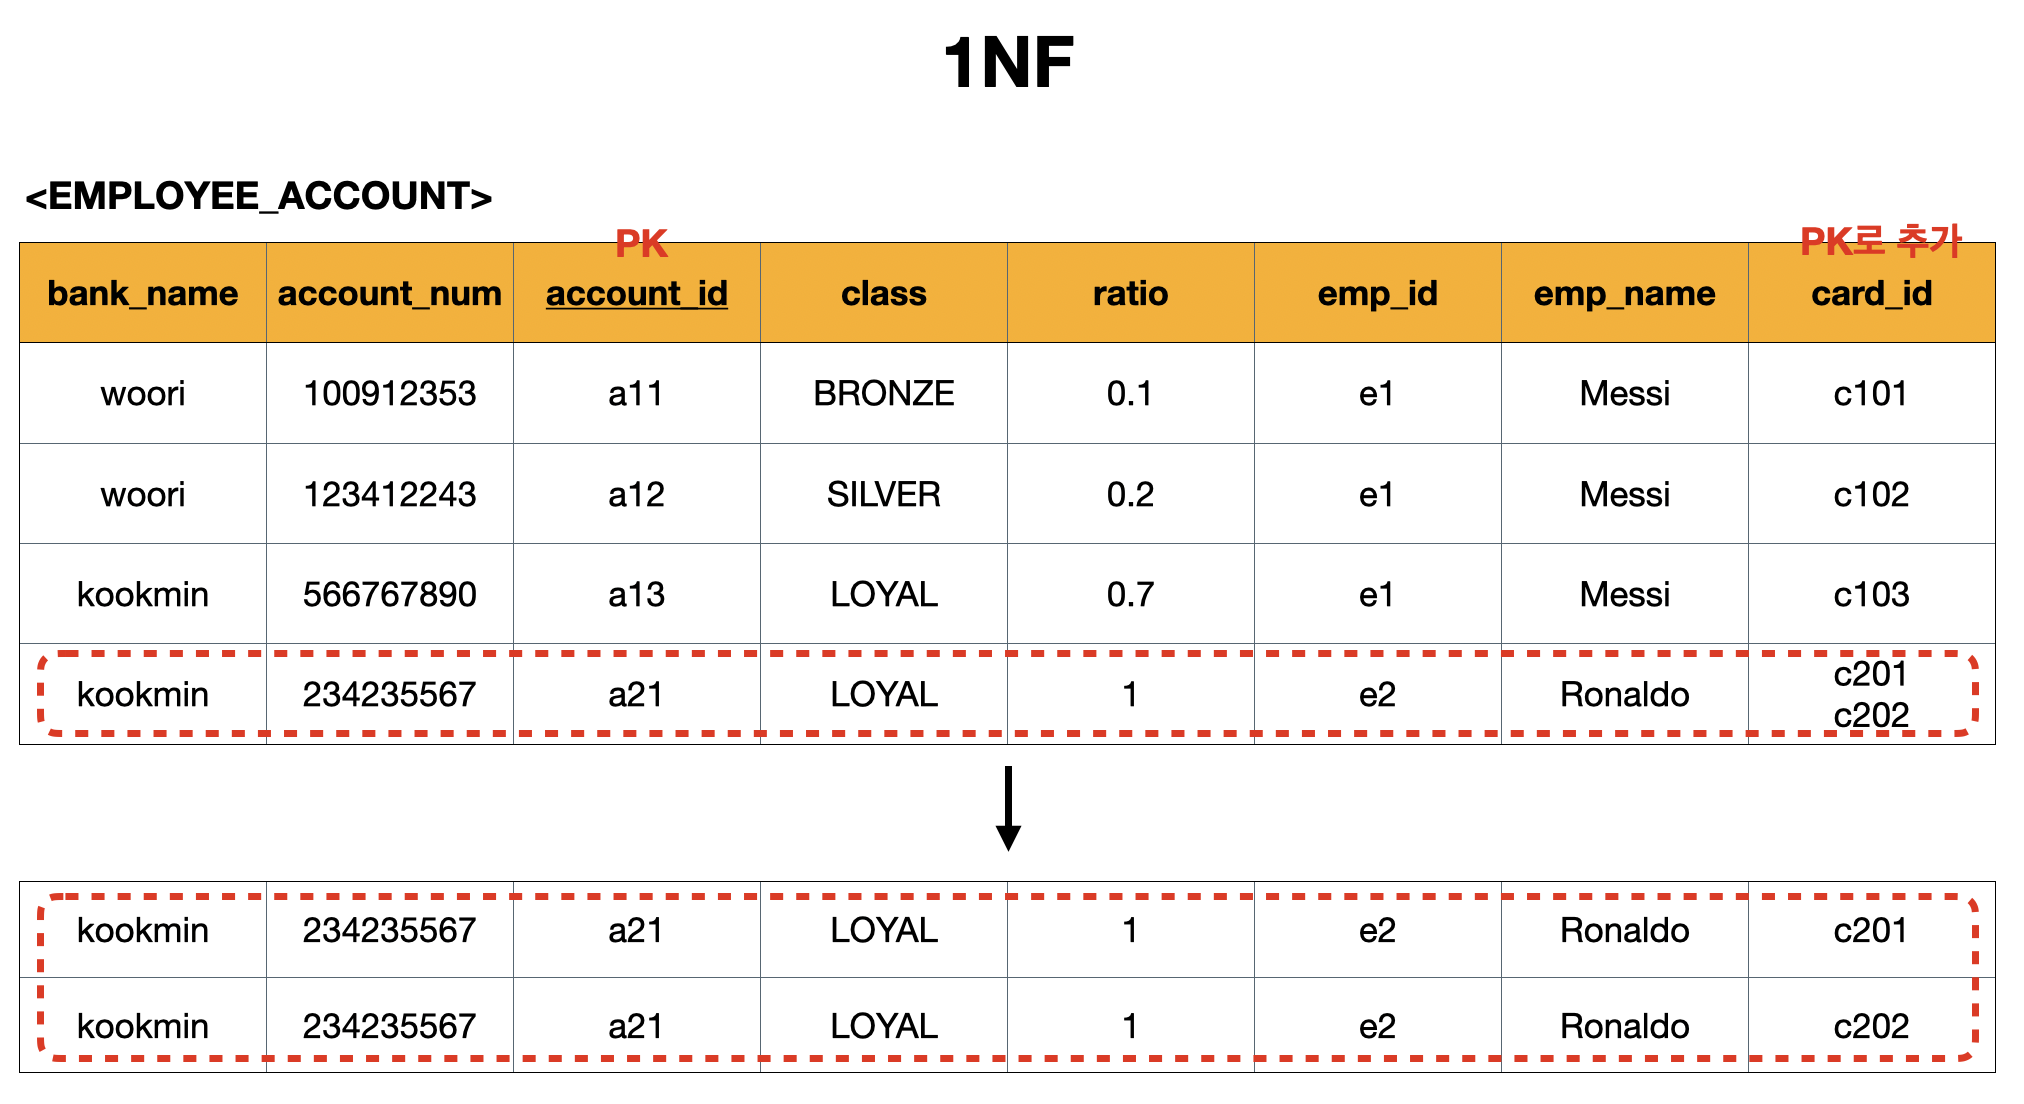 1NF
<EMPLOYEE_ACCOUNT>
PK PK로 추가
bank_name account_num account_id class ratio emp_id emp_name card_id
woori 100912353 a11 BRONZE 0.1 e1 Messi c101
woori 123412243 a12 SILVER 0.2 e1 Messi c102
kookmin 566767890 a13 LOYAL 0.7 e1 Messi c103
kookmin 234235567 a21 LOYAL 1 e2 Ronaldo c201
c202
kookmin 234235567 a21 LOYAL 1 e2 Ronaldo c201
kookmin 234235567 a21 LOYAL 1 e2 Ronaldo c202